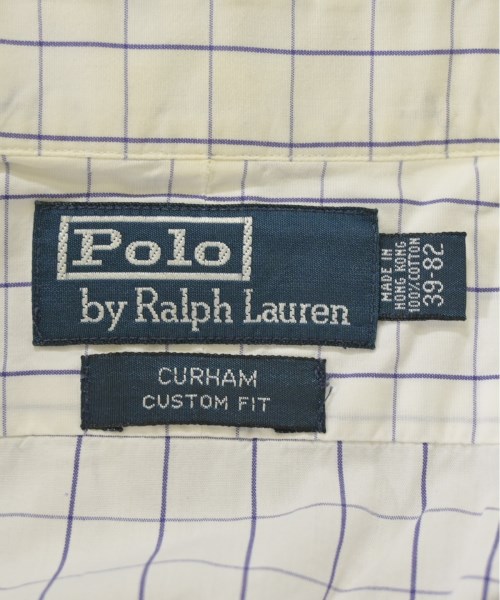 Polo
by Ralph Lauren
MADE IN
HONG KONG
100% COTTON
39-82
CURHAM
CUSTOM FIT